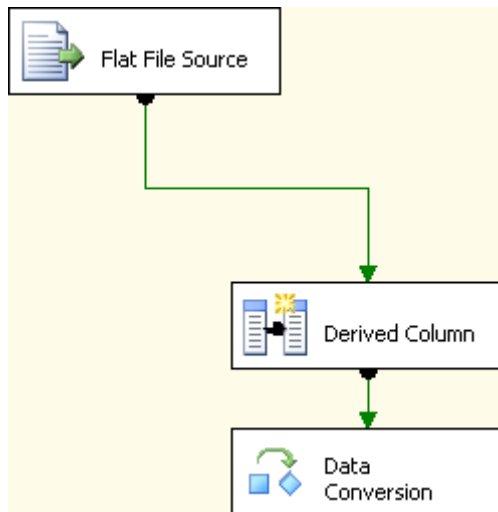 Flat File Source
Derived Column
Data
Conversion